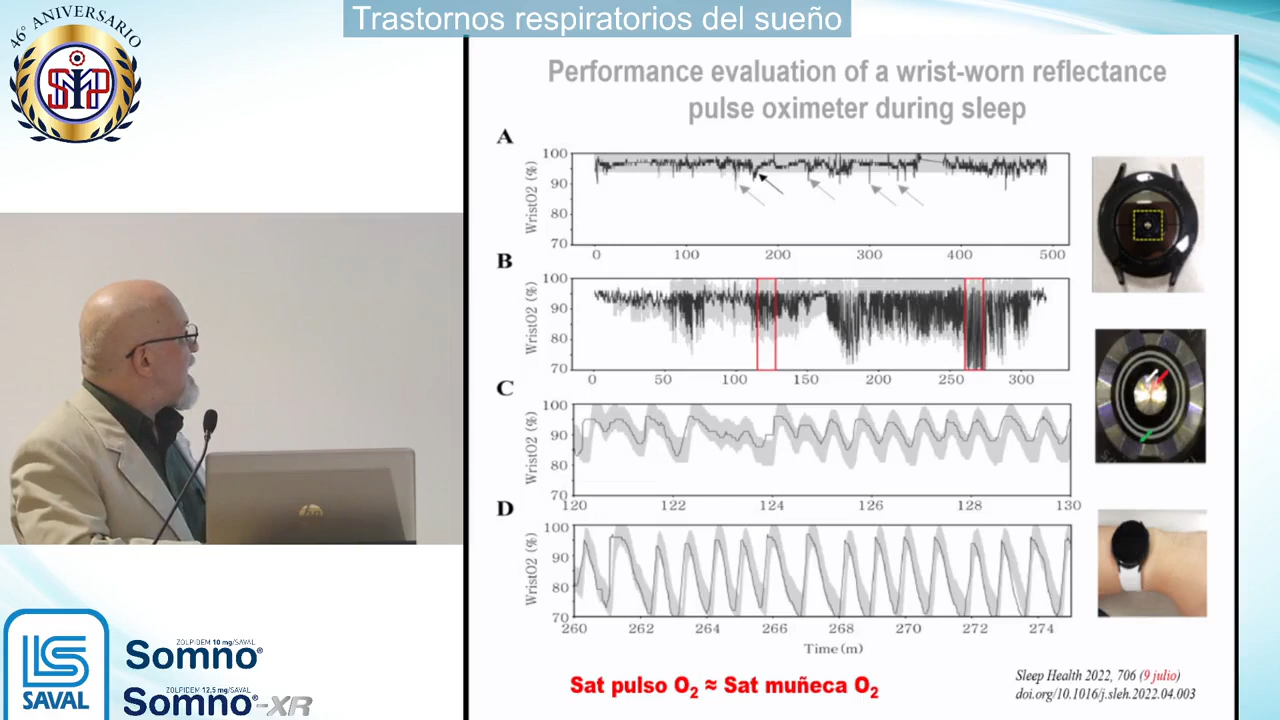 Trastornos respiratorios del sueño
46° ANIVERSARIO
Performance evaluation of a wrist-worn reflectance
pulse oximeter during sleep
A
WristO2 (%)
100
90
80
70
0 100 200 300 400 500
B
WristO2 (%)
100
90
80
70
0 50 100 150 200 250 300
C
WristO2 (%)
100
90
80
70
120 122 124 126 128 130
D
WristO2 (%)
100
90
80
70
260 262 264 266 268 270 272 274
Time (m)
Sat pulso O2 ≈ Sat muñeca O2
Sleep Health 2022, 706 (9 julio)
doi.org/10.1016/j.sleh.2022.04.003
hp
LS
SAVAL
ZOLPIDEM 10 mg/SAVAL
Somno®
ZOLPIDEM 12,5 mg/SAVAL
Somno®-XR